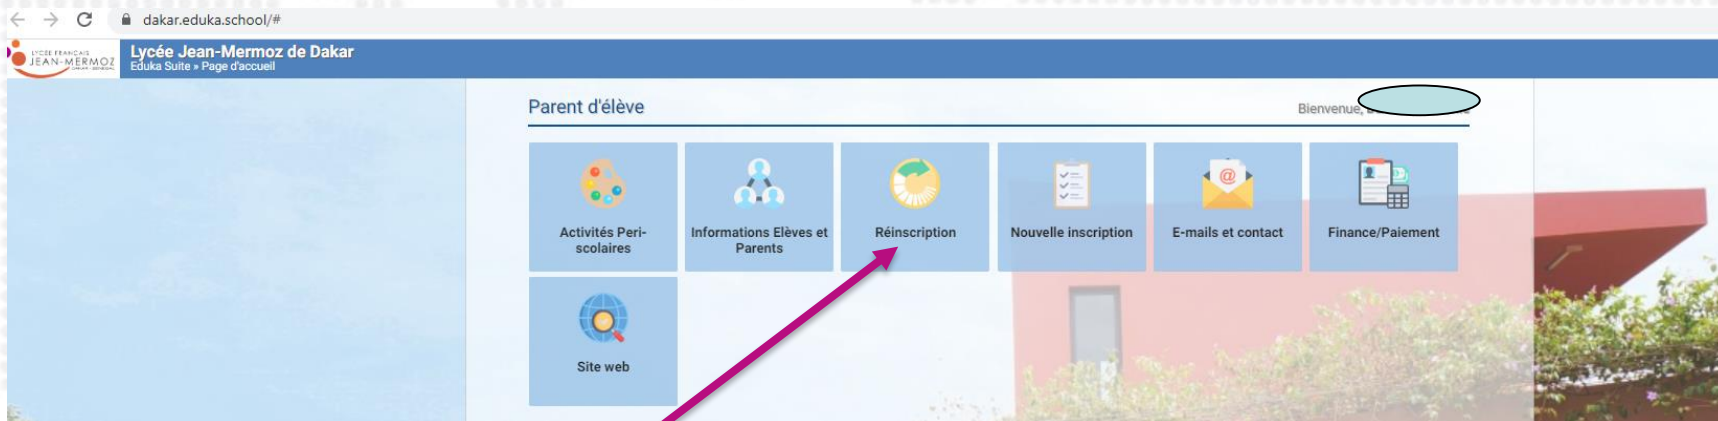 dakar.eduka.school/#
LYCÉE FRANÇAIS
JEAN-MERMOZ
Lycée Jean-Mermoz de Dakar
Eduka Suite » Page d'accueil
Parent d'élève
Bienvenue,
Activités Peri-
scolaires
Informations Elèves et
Parents
Réinscription
Nouvelle inscription
@
E-mails et contact
Finance/Paiement
Site web